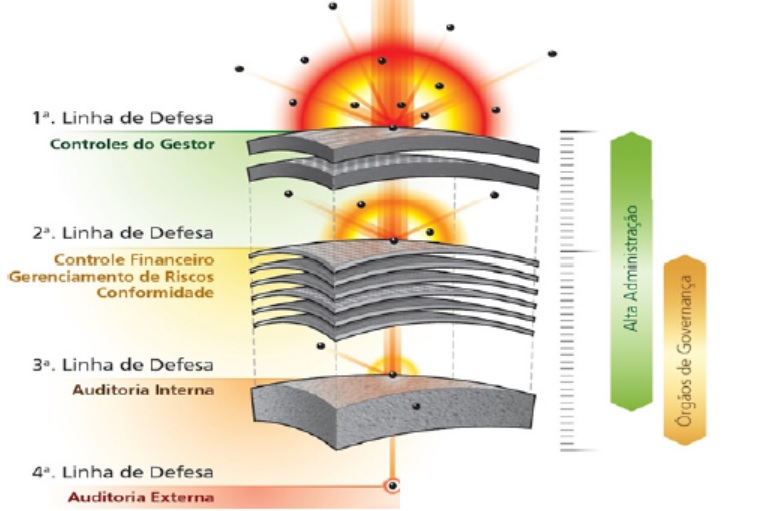 1ª. Linha de Defesa
Controles do Gestor
2ª. Linha de Defesa
Controle Financeiro
Gerenciamento de Riscos
Conformidade
3ª. Linha de Defesa
Auditoria Interna
4ª. Linha de Defesa
Auditoria Externa
Alta Administração
Órgãos de Governança